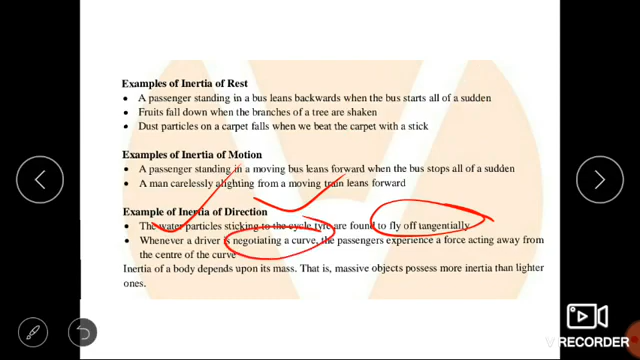 Examples of Inertia of Rest
• A passenger standing in a bus leans backwards when the bus starts all of a sudden
• Fruits fall down when the branches of a tree are shaken
• Dust particles on a carpet falls when we beat the carpet with a stick
Examples of Inertia of Motion
• A passenger standing in a moving bus leans forward when the bus stops all of a sudden
• A man carelessly alighting from a moving train leans forward
Example of Inertia of Direction
• The water particles sticking to the cycle tyre are found to fly off tangentially
• Whenever a driver is negotiating a curve, the passengers experience a force acting away from
the centre of the curve
Inertia of a body depends upon its mass. That is, massive objects possess more inertia than lighter
ones.
V RECORDER